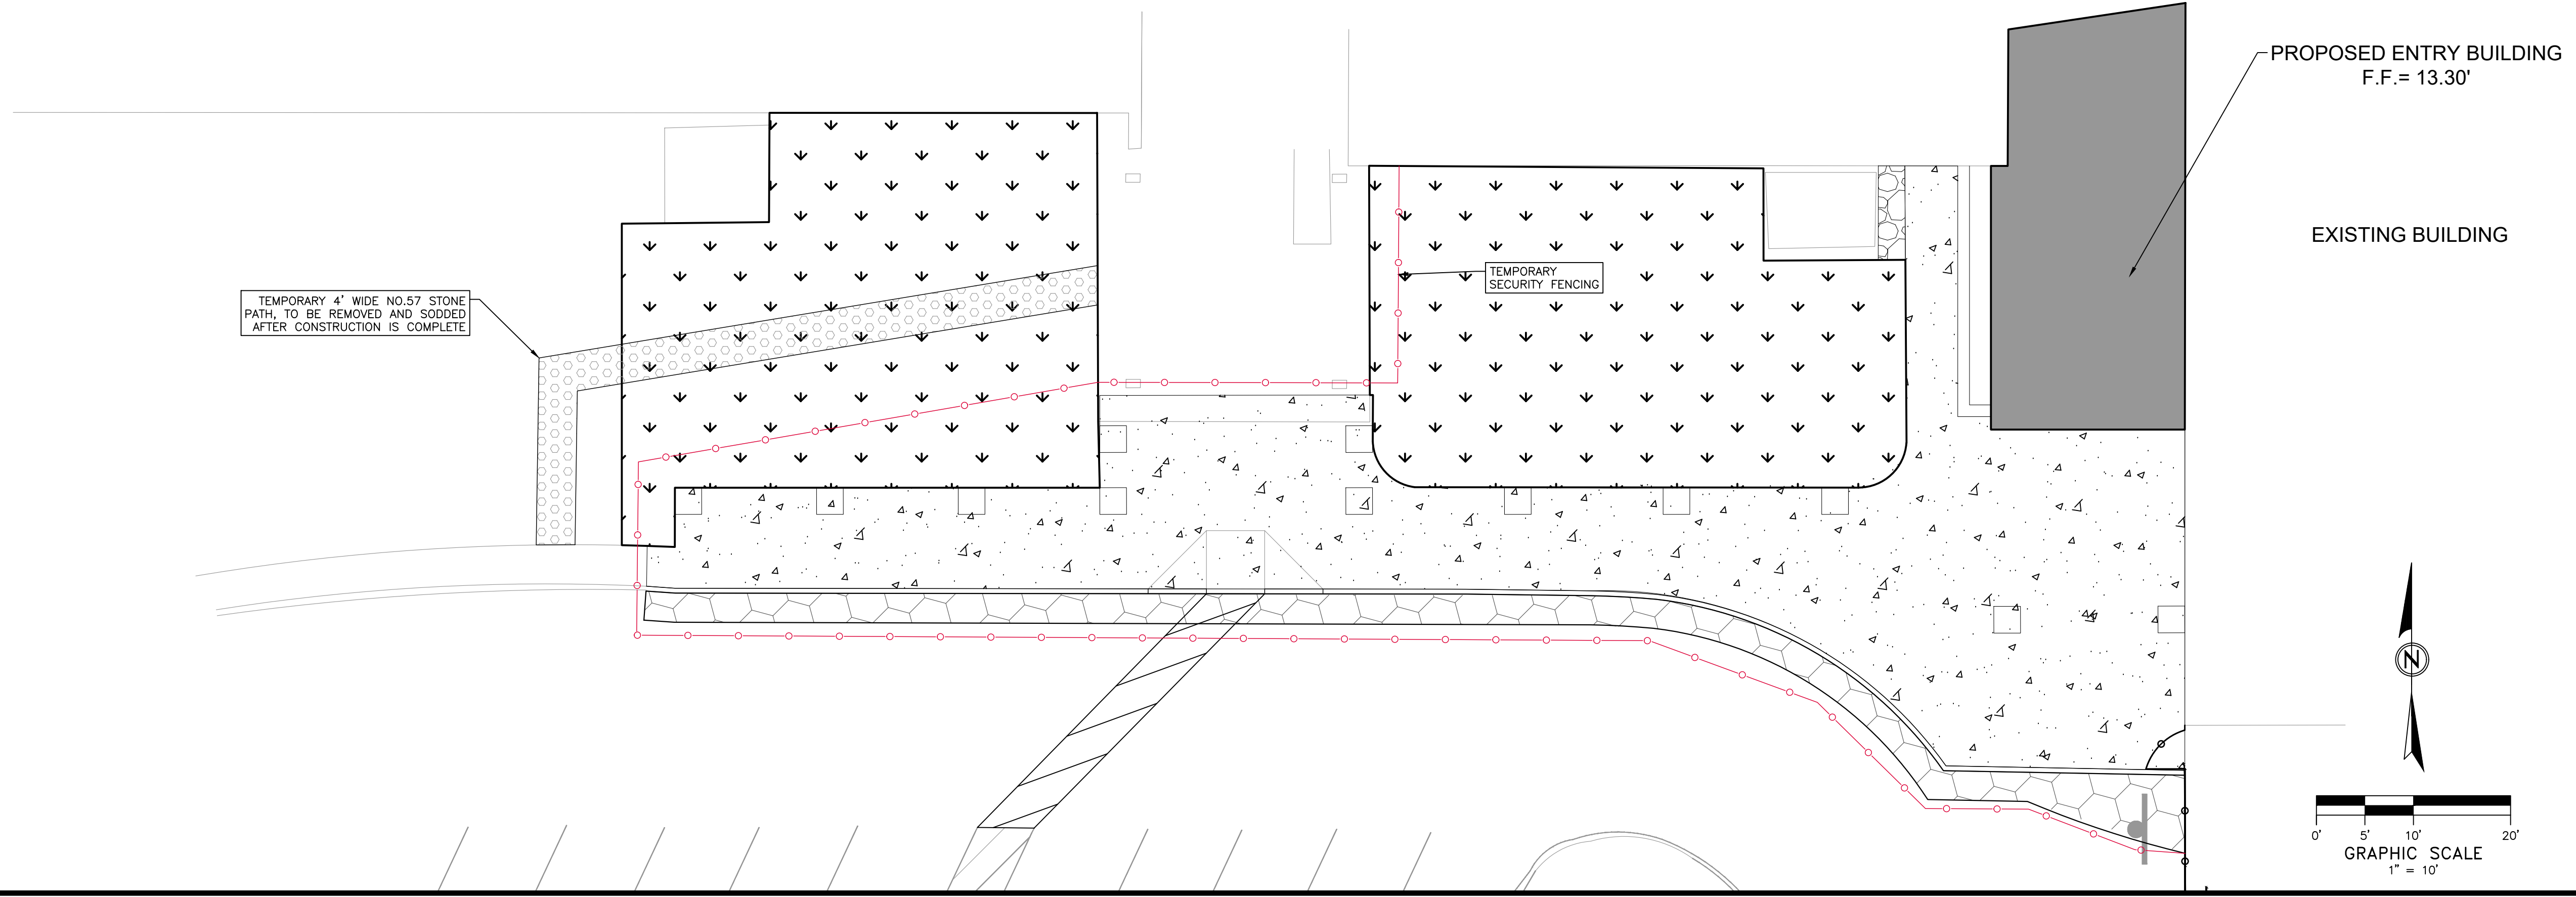 PROPOSED ENTRY BUILDING
F.F.= 13.30'
EXISTING BUILDING
TEMPORARY
SECURITY FENCING
TEMPORARY 4' WIDE NO.57 STONE
PATH, TO BE REMOVED AND SODDED
AFTER CONSTRUCTION IS COMPLETE
N
0' 5' 10' 20'
GRAPHIC SCALE
1" = 10'